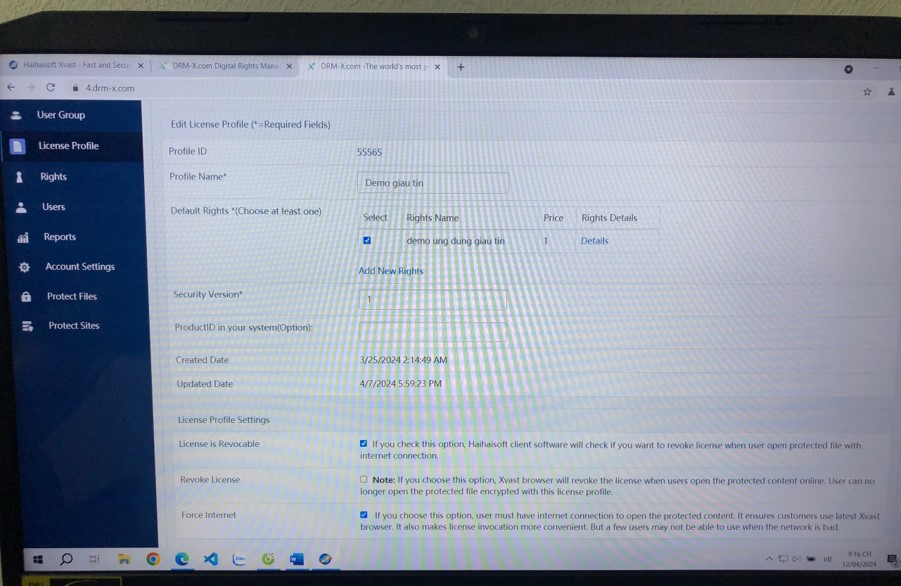 Haihaisoft Xvast - Fast and Secu
DRM-X.com Digital Rights Man
DRM-X.com -The world's most p
4.drm-x.com
User Group
License Profile
Rights
Users
Reports
Account Settings
Protect Files
Protect Sites
Edit License Profile (*=Required Fields)
Profile ID 55565
Profile Name* Demo giau tin
Default Rights *(Choose at least one)
Select Rights Name Price Rights Details
demo ung dung giau tin 1 Details
Add New Rights
Security Version* 1
ProductID in your system(Option):
Created Date 3/25/2024 2:14:49 AM
Updated Date 4/7/2024 5:59:23 PM
License Profile Settings
License is Revocable If you check this option, Haihaisoft client software will check if you want to revoke license when user open protected file with
internet connection.
Revoke License Note: If you choose this option, Xvast browser will revoke the license when users open the protected content online. User can no
longer open the protected file encrypted with this license profile.
Force Internet If you choose this option, user must have internet connection to open the protected content. It ensures customers use latest Xvast
browser. It also makes license invocation more convenient. But a few users may not be able to use when the network is bad.
Zalo
VIE
9:16 CH
12/04/2024